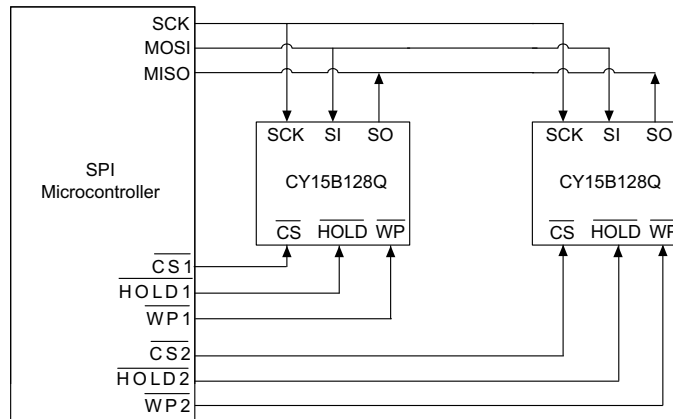 SCK
MOSI
MISO
SPI
Microcontroller
CS1
HOLD1
WP1
CS2
HOLD2
WP2
SCK SI SO
CY15B128Q
CS HOLD WP
SCK SI SO
CY15B128Q
CS HOLD WP